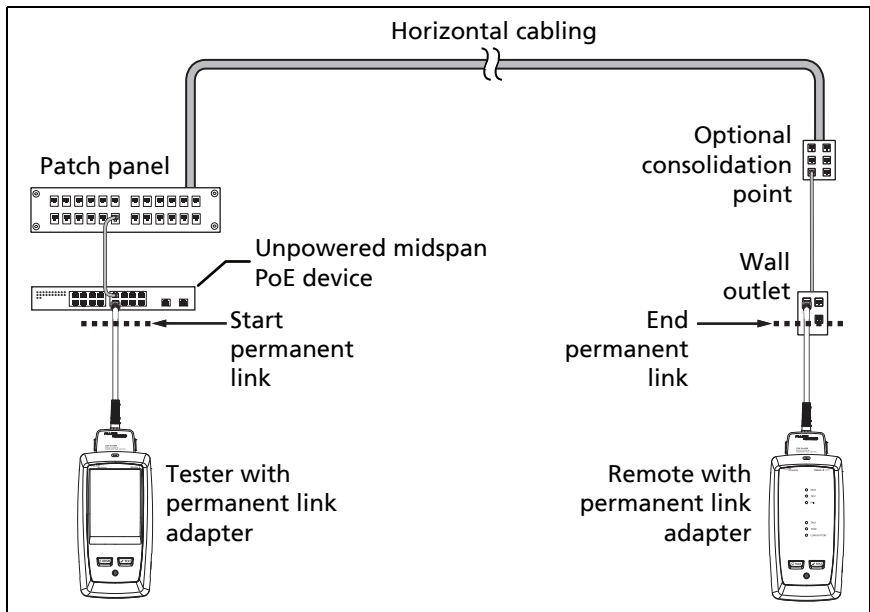 Horizontal cabling
Optional
consolidation
point
Patch panel
Unpowered midspan
PoE device
Wall
outlet
Start
permanent
link
End
permanent
link
Tester with
permanent link
adapter
Remote with
permanent link
adapter